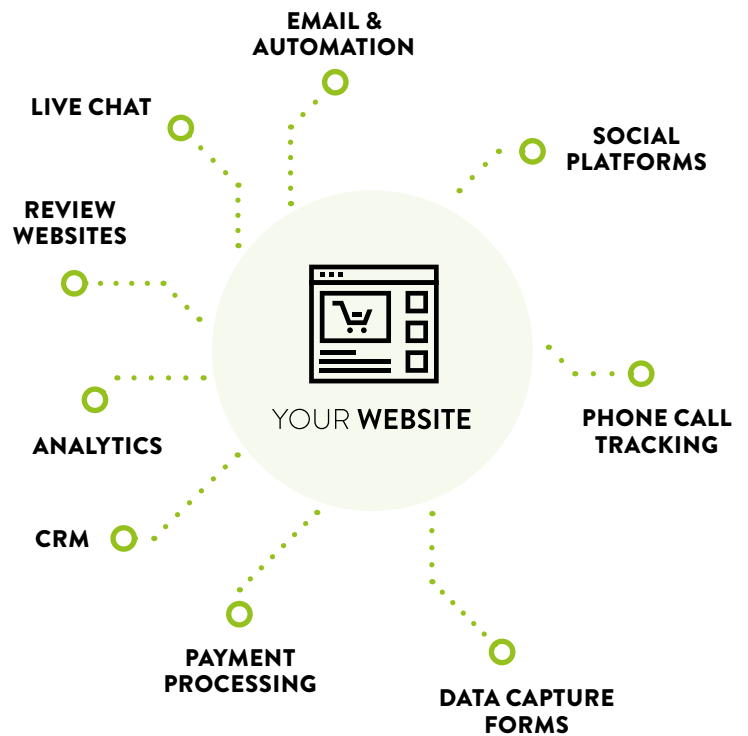 EMAIL &
AUTOMATION
LIVE CHAT
SOCIAL
PLATFORMS
REVIEW
WEBSITES
YOUR WEBSITE
PHONE CALL
TRACKING
ANALYTICS
CRM
PAYMENT
PROCESSING
DATA CAPTURE
FORMS